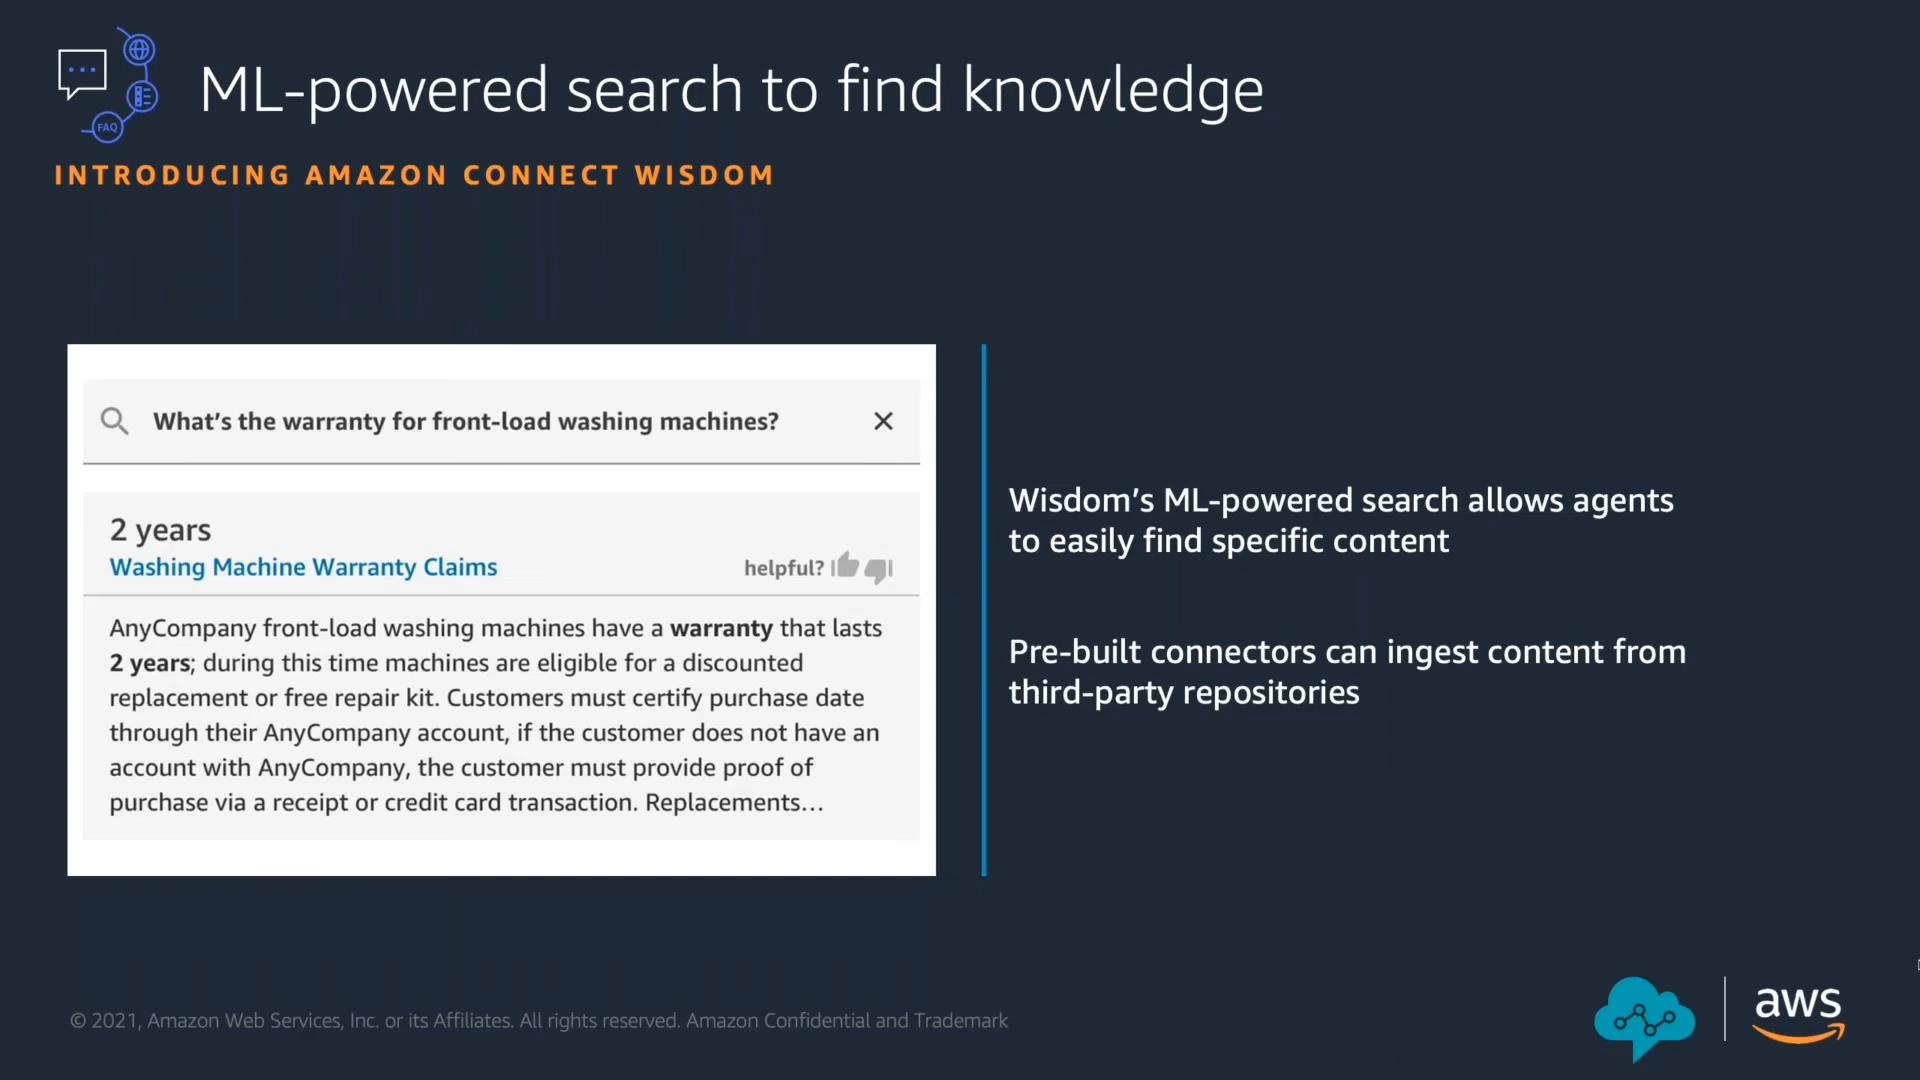 ML-powered search to find knowledge
FAQ
INTRODUCING AMAZON CONNECT WISDOM
What's the warranty for front-load washing machines?
2 years
Washing Machine Warranty Claims
helpful?
AnyCompany front-load washing machines have a warranty that lasts
2 years; during this time machines are eligible for a discounted
replacement or free repair kit. Customers must certify purchase date
through their AnyCompany account, if the customer does not have an
account with AnyCompany, the customer must provide proof of
purchase via a receipt or credit card transaction. Replacements...
Wisdom's ML-powered search allows agents
to easily find specific content
Pre-built connectors can ingest content from
third-party repositories
© 2021, Amazon Web Services, Inc. or its Affiliates. All rights reserved. Amazon Confidential and Trademark
aws